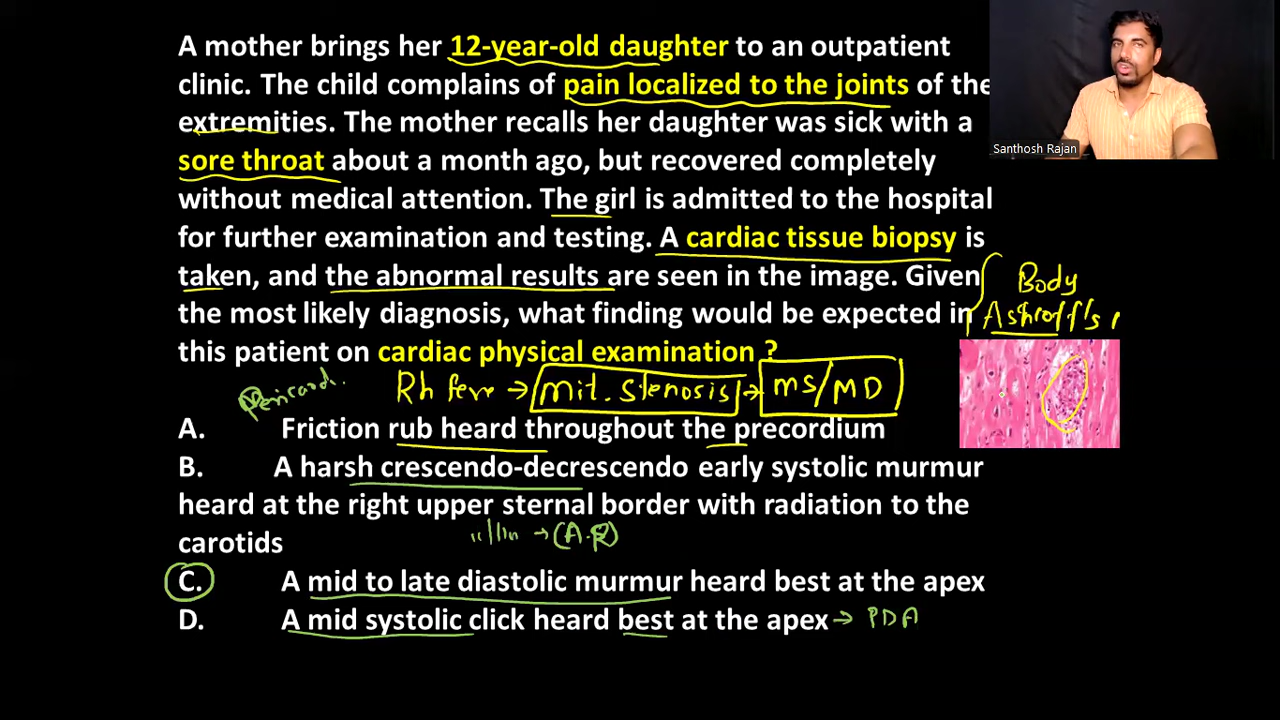 A mother brings her 12-year-old daughter to an outpatient
clinic. The child complains of pain localized to the joints of the
extremities. The mother recalls her daughter was sick with a
Santhosh Rajan
sore throat about a month ago, but recovered completely
without medical attention. The girl is admitted to the hospital
for further examination and testing. A cardiac tissue biopsy is
taken, and the abnormal results are seen in the image. Given
Body
the most likely diagnosis, what finding would be expected in
Ashroff's
this patient on cardiac physical examination ?
Rh fever → mit. Stenosis → MS/MD
A. Friction rub heard throughout the precordium
B. A harsh crescendo-decrescendo early systolic murmur
heard at the right upper sternal border with radiation to the
carotids
→ (A.R)
C. A mid to late diastolic murmur heard best at the apex
D. A mid systolic click heard best at the apex → PDA